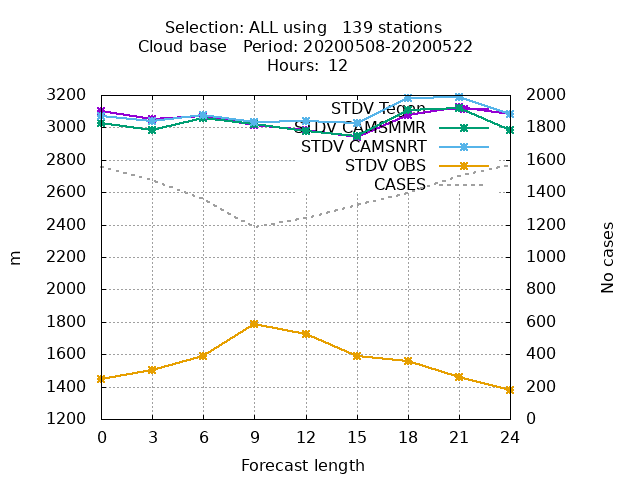 Selection: ALL using   139 stations
Cloud base   Period: 20200508-20200522
Hours: 12
3200
3000
2800
2600
2400
2200
2000
1800
1600
1400
1200
m
STDV Tegen
STDV CAMSMMR
STDV CAMSNRT
STDV OBS
CASES
2000
1800
1600
1400
1200
1000
800
600
400
200
0
No cases
0 3 6 9 12 15 18 21 24
Forecast length